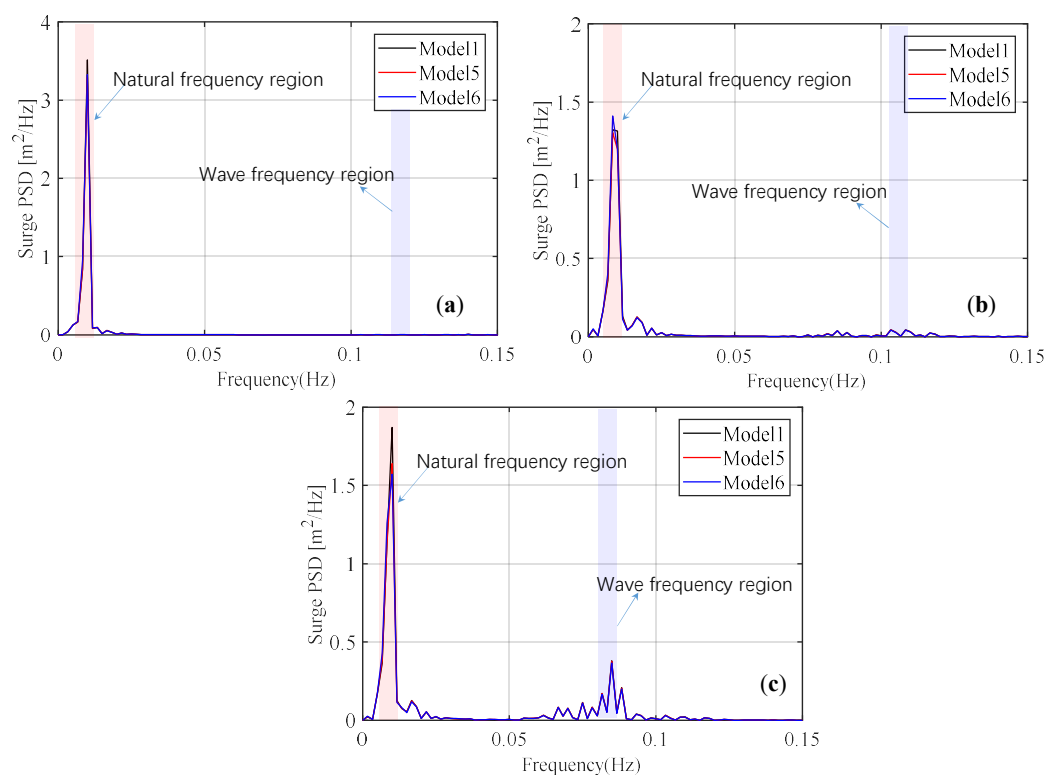 4
3
2
1
0
Surge PSD [m²/Hz]
Model1
Model5
Model6
Natural frequency region
Wave frequency region
(a)
0
0.05
0.1
0.15
Frequency(Hz)
2
1.5
1
0.5
0
Surge PSD [m²/Hz]
Model1
Model5
Model6
Natural frequency region
Wave frequency region
(b)
0
0.05
0.1
0.15
Frequency(Hz)
2
1.5
1
0.5
0
Surge PSD [m²/Hz]
Model1
Model5
Model6
Natural frequency region
Wave frequency region
(c)
0
0.05
0.1
0.15
Frequency(Hz)